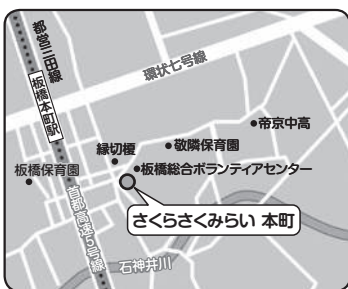 都営三田線
環状七号線
板橋本町駅
帝京中高
敬隣保育園
縁切榎
板橋総合ボランティアセンター
板橋保育園
さくらさくみらい 本町
首都高速5号線
石神井川